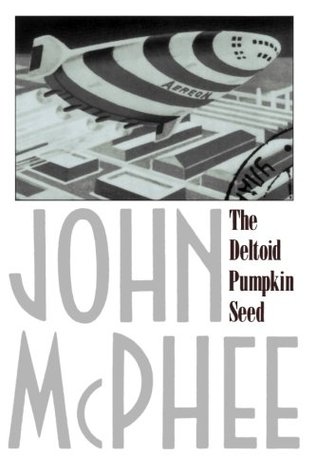 AEREON
JOHN
The
Deltoid
Pumpkin
Seed
McPHEE